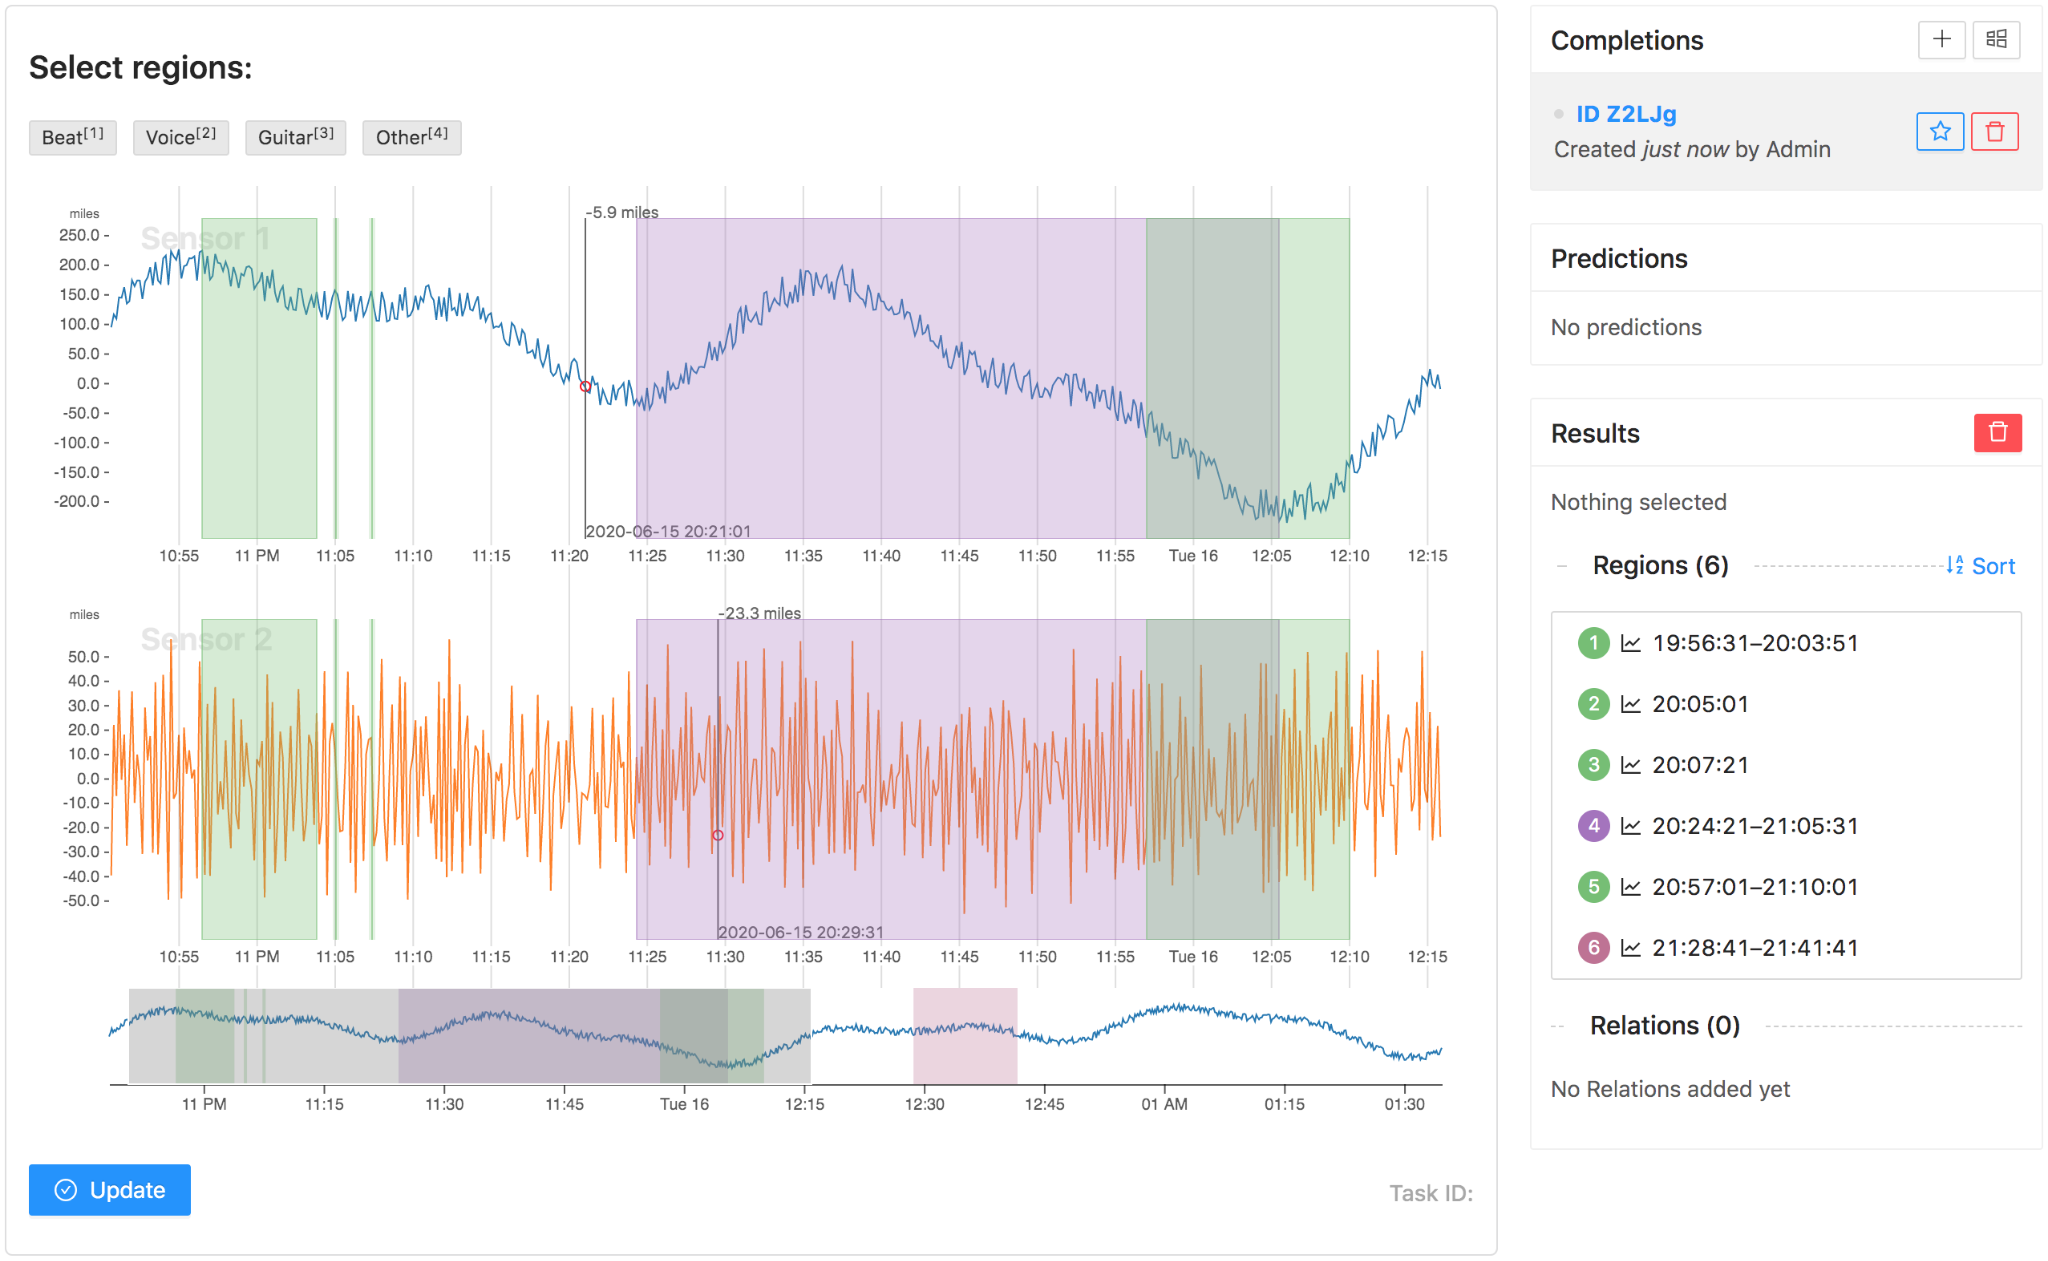 Select regions:
Beat[1] Voice[2] Guitar[3] Other[4]
miles
-5.9 miles
Sensor 1
250.0
200.0
150.0
100.0
50.0
0.0
-50.0
-100.0
-150.0
-200.0
2020-06-15 20:21:01
10:55 11 PM 11:05 11:10 11:15 11:20 11:25 11:30 11:35 11:40 11:45 11:50 11:55 Tue 16 12:05 12:10 12:15
miles
-23.3 miles
Sensor 2
50.0
40.0
30.0
20.0
10.0
0.0
-10.0
-20.0
-30.0
-40.0
-50.0
2020-06-15 20:29:31
10:55 11 PM 11:05 11:10 11:15 11:20 11:25 11:30 11:35 11:40 11:45 11:50 11:55 Tue 16 12:05 12:10 12:15
11 PM 11:15 11:30 11:45 Tue 16 12:15 12:30 12:45 01 AM 01:15 01:30
Update
Task ID:
Completions
ID Z2LJg
Created just now by Admin
Predictions
No predictions
Results
Nothing selected
Regions (6) Sort
1 19:56:31–20:03:51
2 20:05:01
3 20:07:21
4 20:24:21–21:05:31
5 20:57:01–21:10:01
6 21:28:41–21:41:41
Relations (0)
No Relations added yet